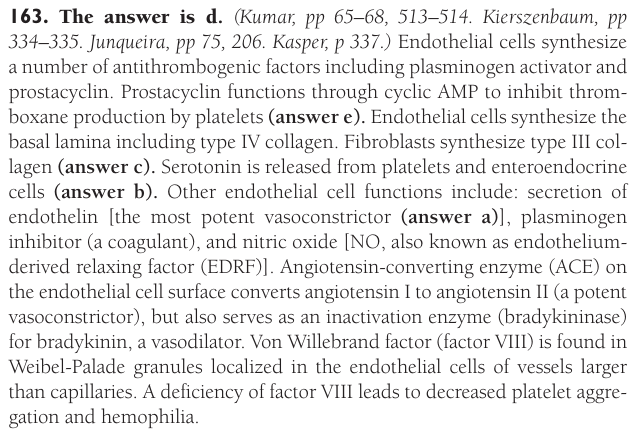 163. The answer is d. (Kumar, pp 65–68, 513–514. Kierszenbaum, pp
334–335. Junqueira, pp 75, 206. Kasper, p 337.) Endothelial cells synthesize
a number of antithrombogenic factors including plasminogen activator and
prostacyclin. Prostacyclin functions through cyclic AMP to inhibit throm-
boxane production by platelets (answer e). Endothelial cells synthesize the
basal lamina including type IV collagen. Fibroblasts synthesize type III col-
lagen (answer c). Serotonin is released from platelets and enteroendocrine
cells (answer b). Other endothelial cell functions include: secretion of
endothelin [the most potent vasoconstrictor (answer a)], plasminogen
inhibitor (a coagulant), and nitric oxide [NO, also known as endothelium-
derived relaxing factor (EDRF)]. Angiotensin-converting enzyme (ACE) on
the endothelial cell surface converts angiotensin I to angiotensin II (a potent
vasoconstrictor), but also serves as an inactivation enzyme (bradykininase)
for bradykinin, a vasodilator. Von Willebrand factor (factor VIII) is found in
Weibel-Palade granules localized in the endothelial cells of vessels larger
than capillaries. A deficiency of factor VIII leads to decreased platelet aggre-
gation and hemophilia.